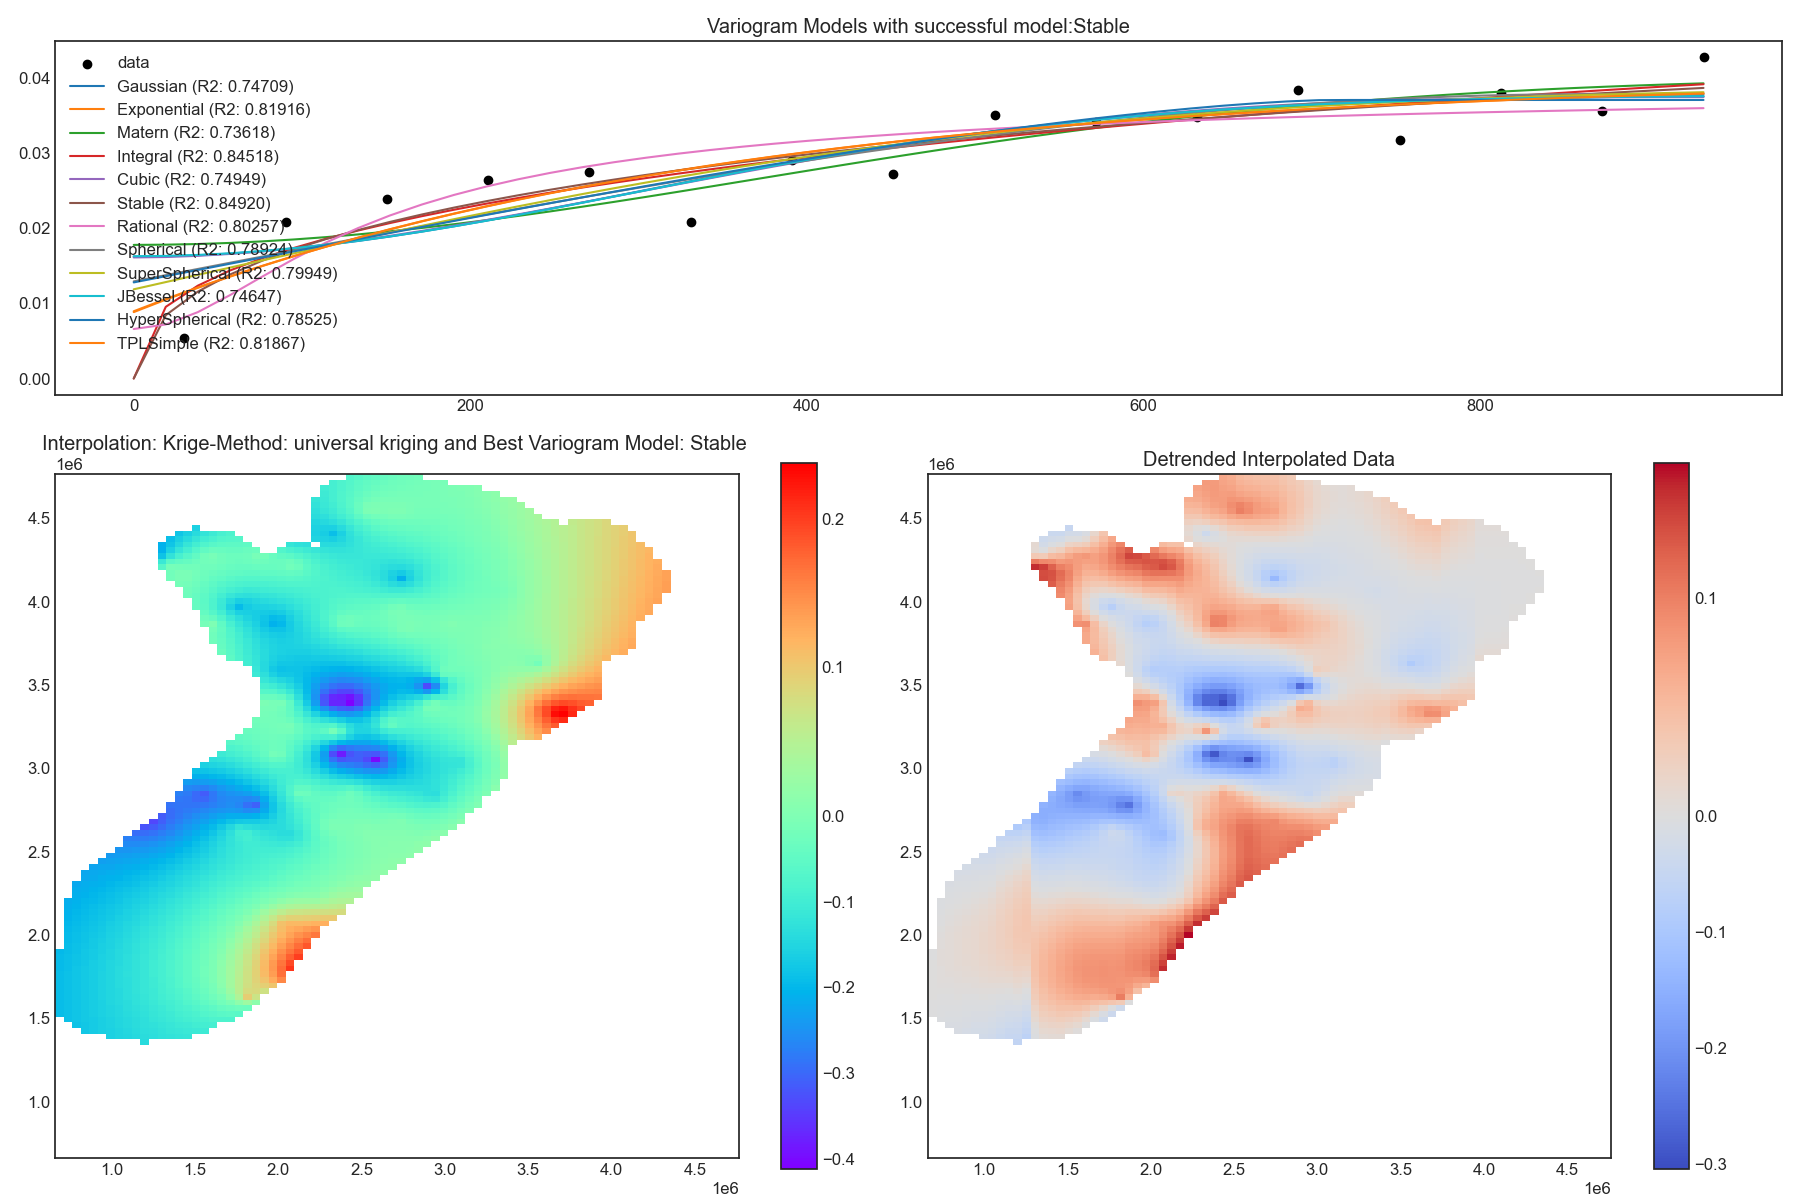 Variogram Models with successful model:Stable
0.04
0.03
0.02
0.01
0.00
data
Gaussian (R2: 0.74709)
Exponential (R2: 0.81916)
Matern (R2: 0.73618)
Integral (R2: 0.84518)
Cubic (R2: 0.74949)
Stable (R2: 0.84920)
Rational (R2: 0.80257)
Spherical (R2: 0.78924)
SuperSpherical (R2: 0.79949)
JBessel (R2: 0.74647)
HyperSpherical (R2: 0.78525)
TPLSimple (R2: 0.81867)
0 200 400 600 800
Interpolation: Krige-Method: universal kriging and Best Variogram Model: Stable
1e6
4.5
4.0
3.5
3.0
2.5
2.0
1.5
1.0
1.0 1.5 2.0 2.5 3.0 3.5 4.0 4.5
1e6
0.2
0.1
0.0
−0.1
−0.2
−0.3
−0.4
Detrended Interpolated Data
1e6
4.5
4.0
3.5
3.0
2.5
2.0
1.5
1.0
1.0 1.5 2.0 2.5 3.0 3.5 4.0 4.5
1e6
0.1
0.0
−0.1
−0.2
−0.3